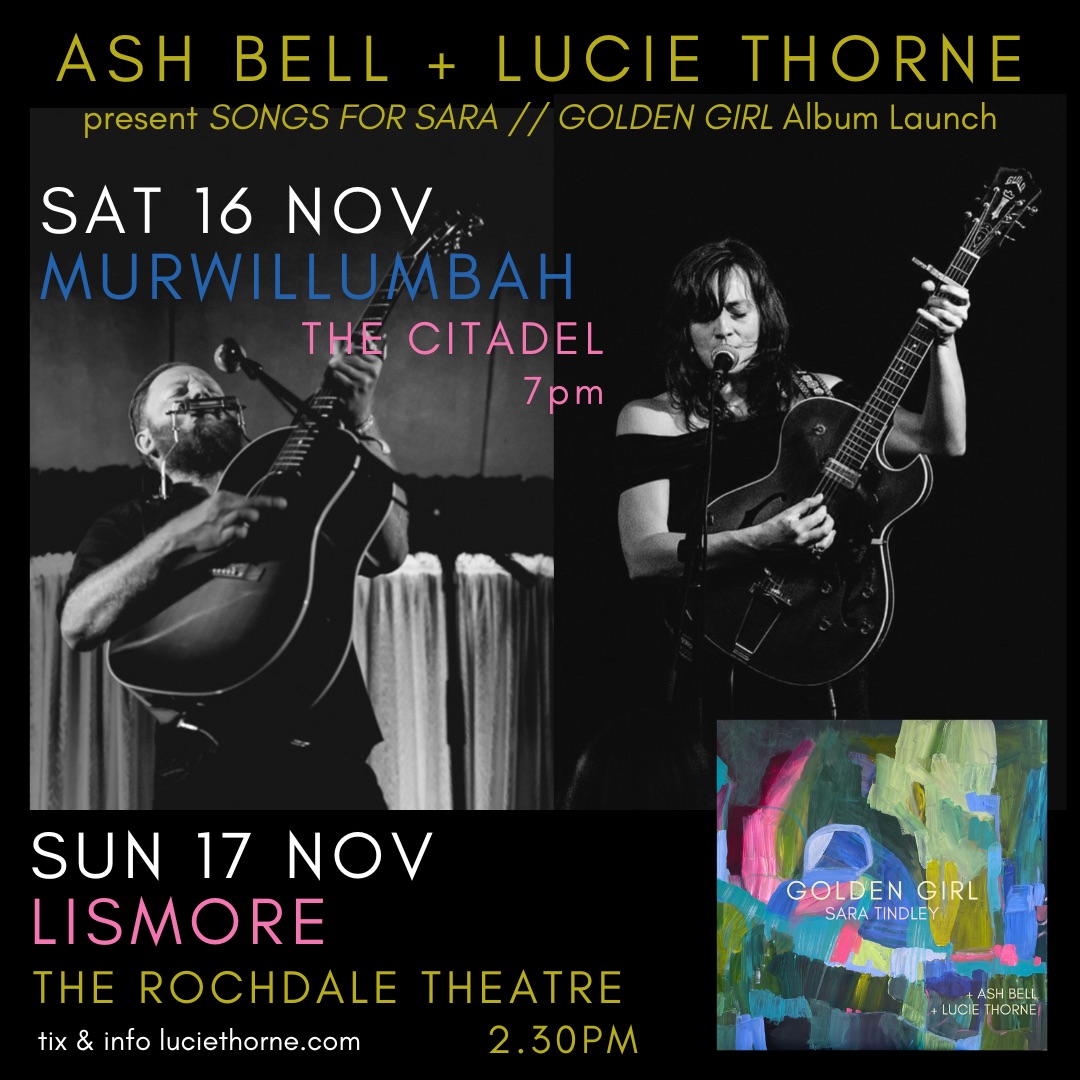 ASH BELL + LUCIE THORNE
present SONGS FOR SARA // GOLDEN GIRL Album Launch
SAT 16 NOV
MURWILLUMBAH
THE CITADEL
7pm
GUILD
SUN 17 NOV
LISMORE
THE ROCHDALE THEATRE
2.30PM
tix & info luciethorne.com
GOLDEN GIRL
SARA TINDLEY
+ ASH BELL
+ LUCIE THORNE